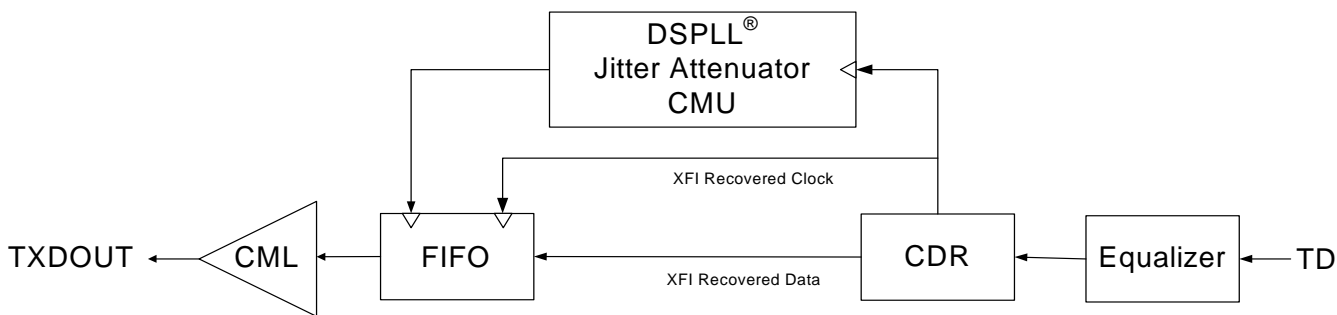 DSPLL®
Jitter Attenuator
CMU
XFI Recovered Clock
TXDOUT
CML
FIFO
XFI Recovered Data
CDR
Equalizer
TD